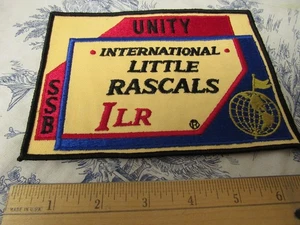 UNITY
INTERNATIONAL
LITTLE
RASCALS
SSB
ILR
®
1 2 3 4 5 6